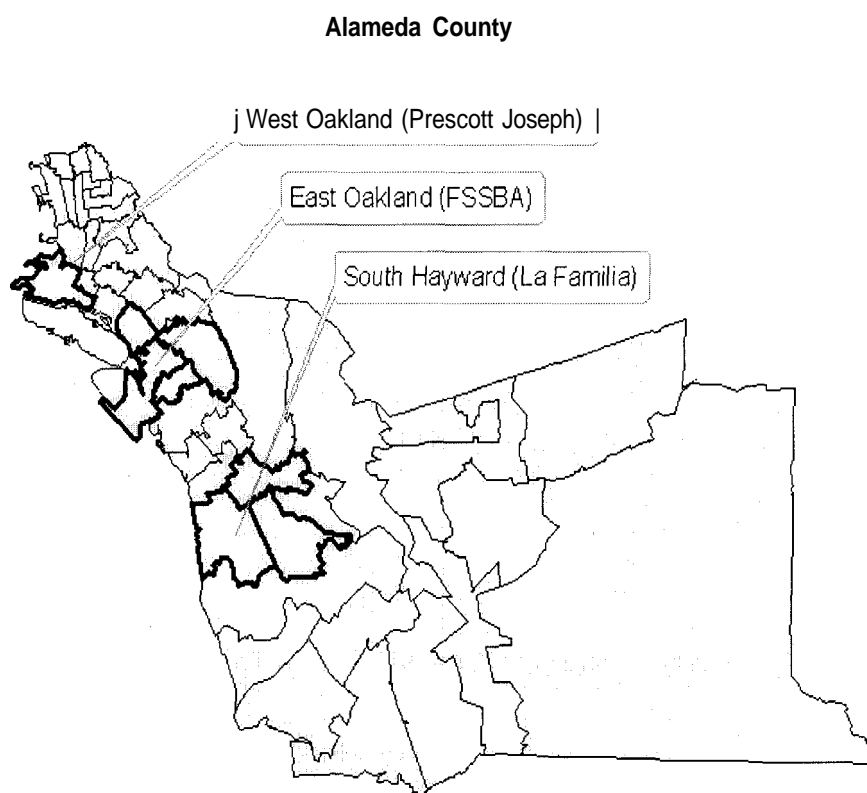 Alameda County
j West Oakland (Prescott Joseph) |
East Oakland (FSSBA)
South Hayward (La Familia)